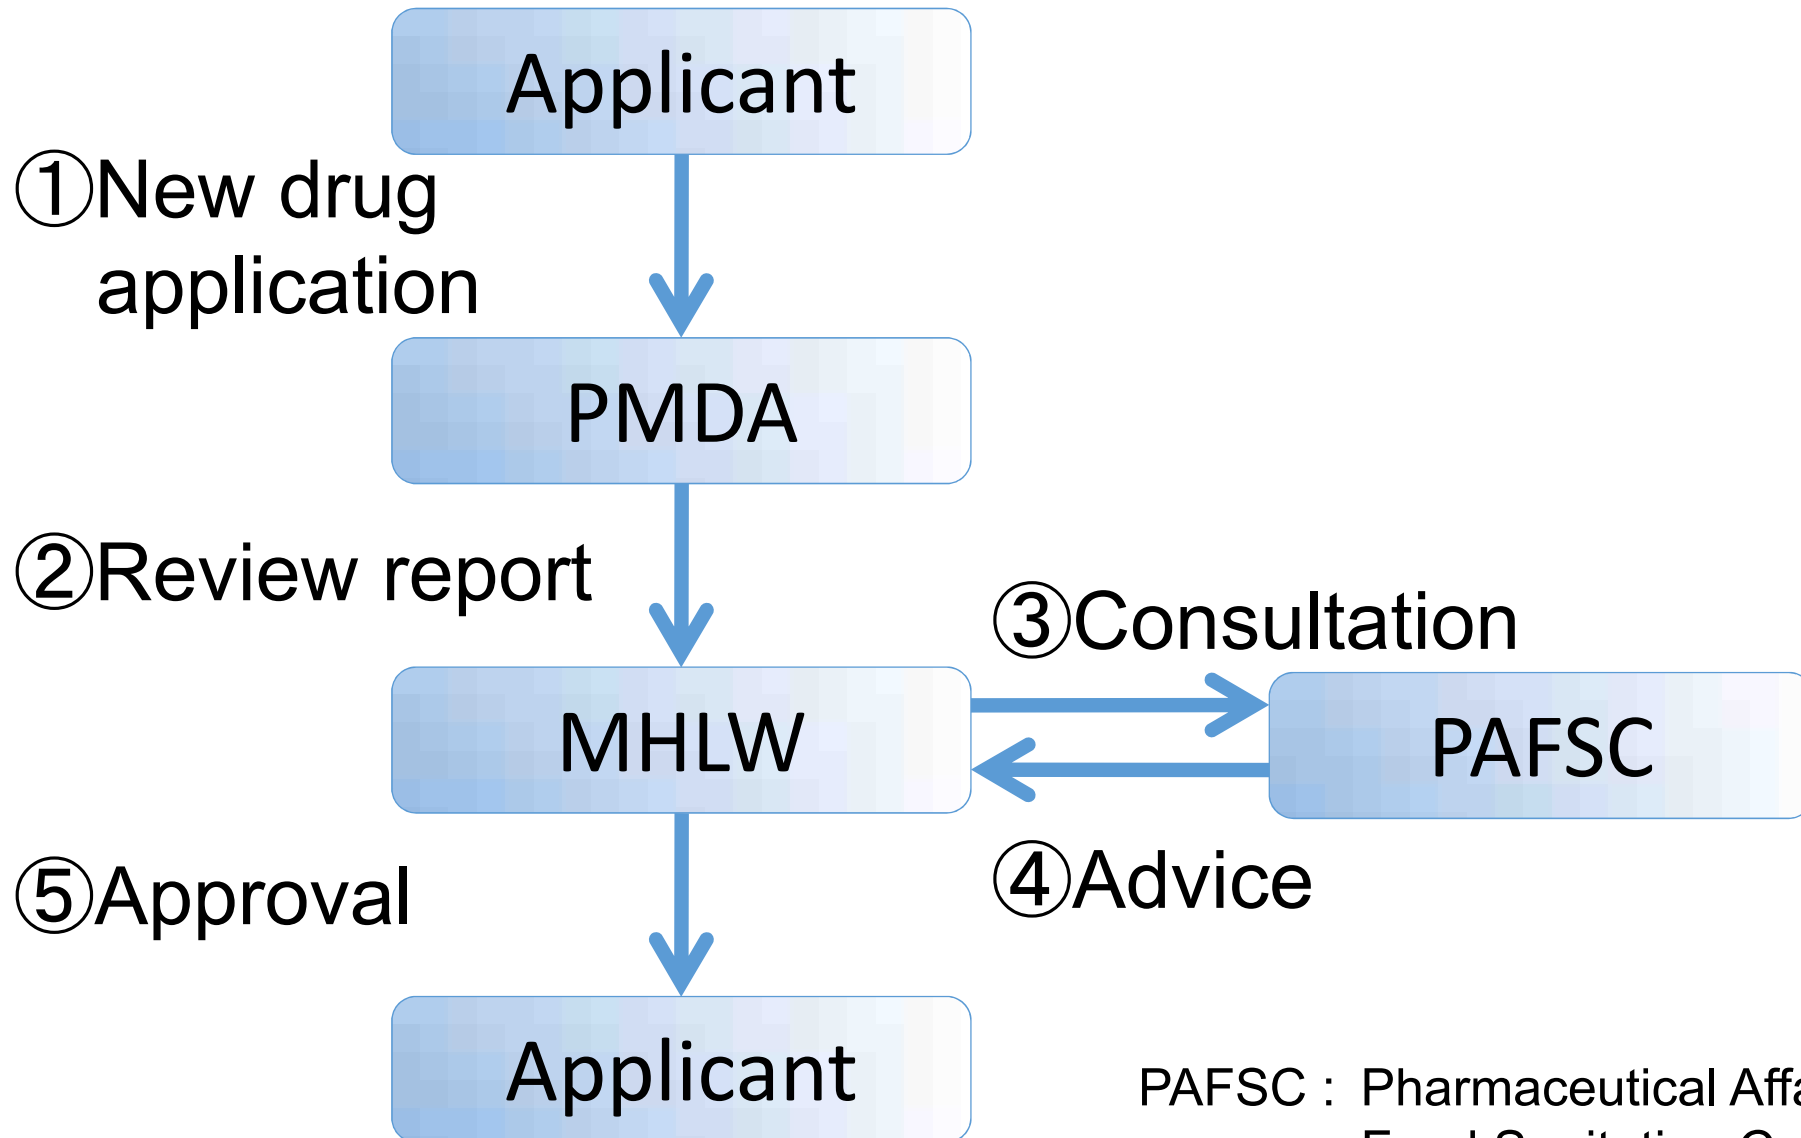 Applicant
①New drug
application
PMDA
②Review report
③Consultation
MHLW
PAFSC
⑤Approval
④Advice
Applicant
PAFSC : Pharmaceutical